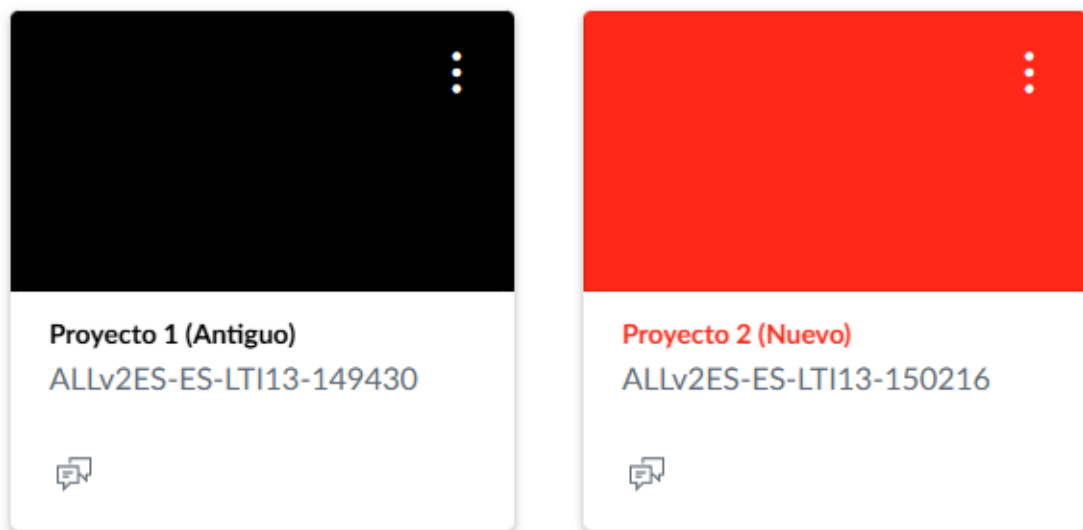 Proyecto 1 (Antiguo)
ALLv2ES-ES-LTI13-149430
Proyecto 2 (Nuevo)
ALLv2ES-ES-LTI13-150216